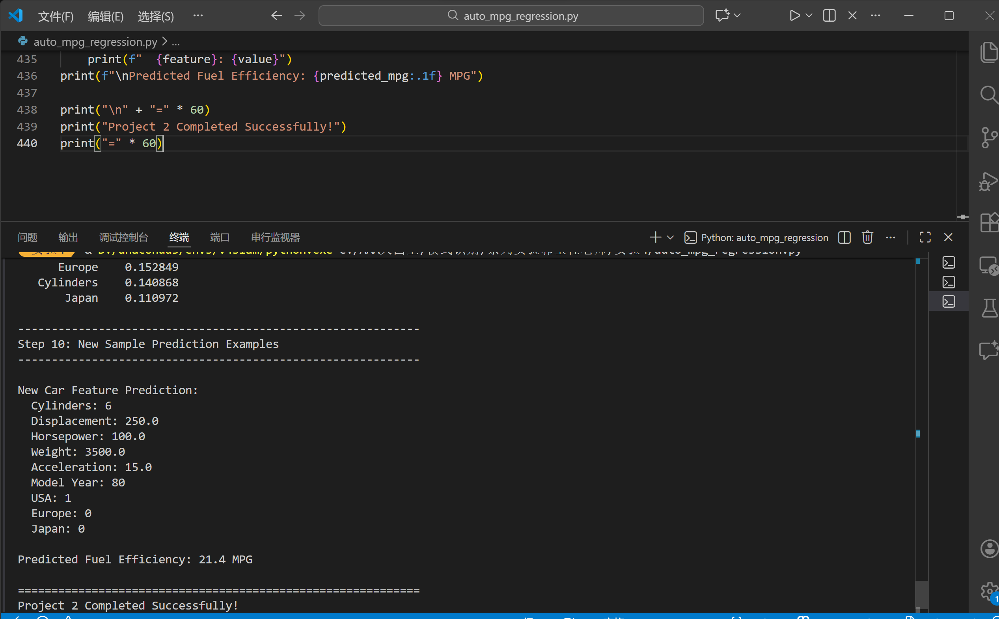 文件(F) 编辑(E) 选择(S) ··· auto_mpg_regression.py
auto_mpg_regression.py > ...
435 print(f"  {feature}: {value}")
436 print(f"\nPredicted Fuel Efficiency: {predicted_mpg:.1f} MPG")
437
438 print("\n" + "=" * 60)
439 print("Project 2 Completed Successfully!")
440 print("=" * 60)
问题 输出 调试控制台 终端 端口 串行监视器 Python: auto_mpg_regression
Europe 0.152849
Cylinders 0.140868
Japan 0.110972
------------------------------------------------------------
Step 10: New Sample Prediction Examples
------------------------------------------------------------
New Car Feature Prediction:
Cylinders: 6
Displacement: 250.0
Horsepower: 100.0
Weight: 3500.0
Acceleration: 15.0
Model Year: 80
USA: 1
Europe: 0
Japan: 0
Predicted Fuel Efficiency: 21.4 MPG
============================================================
Project 2 Completed Successfully!
1